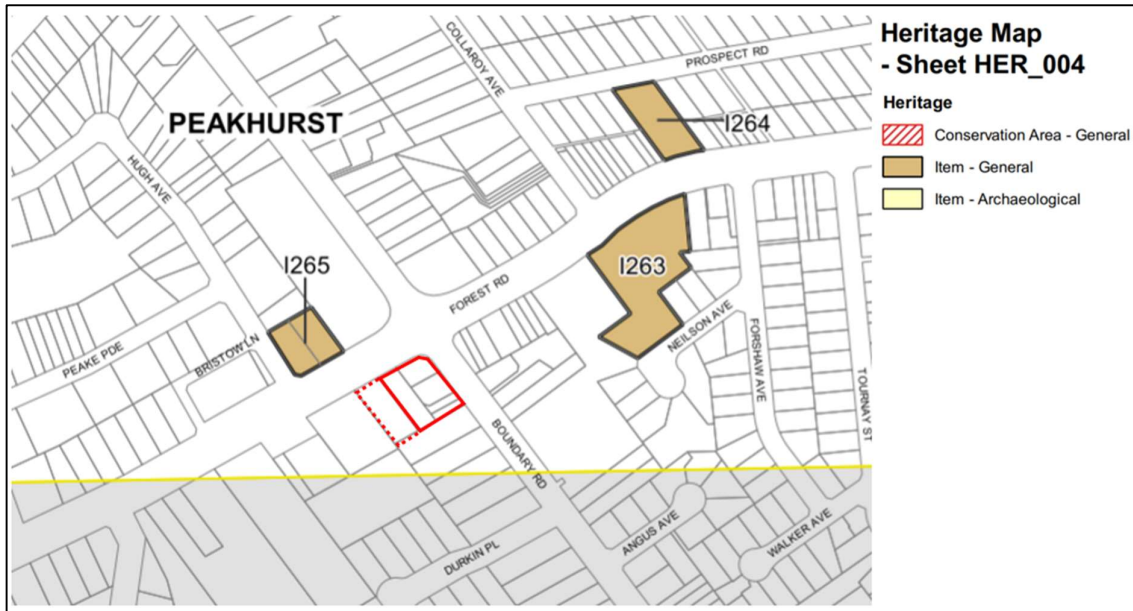 Heritage Map
- Sheet HER_004
Heritage
Conservation Area - General
Item - General
Item - Archaeological
COLLAROY AVE
PROSPECT RD
PEAKHURST
I264
HUGH AVE
I265
I263
FOREST RD
NEILSON AVE
BRISTOW LN
PEAKE PDE
FORSHAW AVE
TOURNAY ST
BOUNDARY RD
ANGUS AVE
WALKER AVE
DURKIN PL